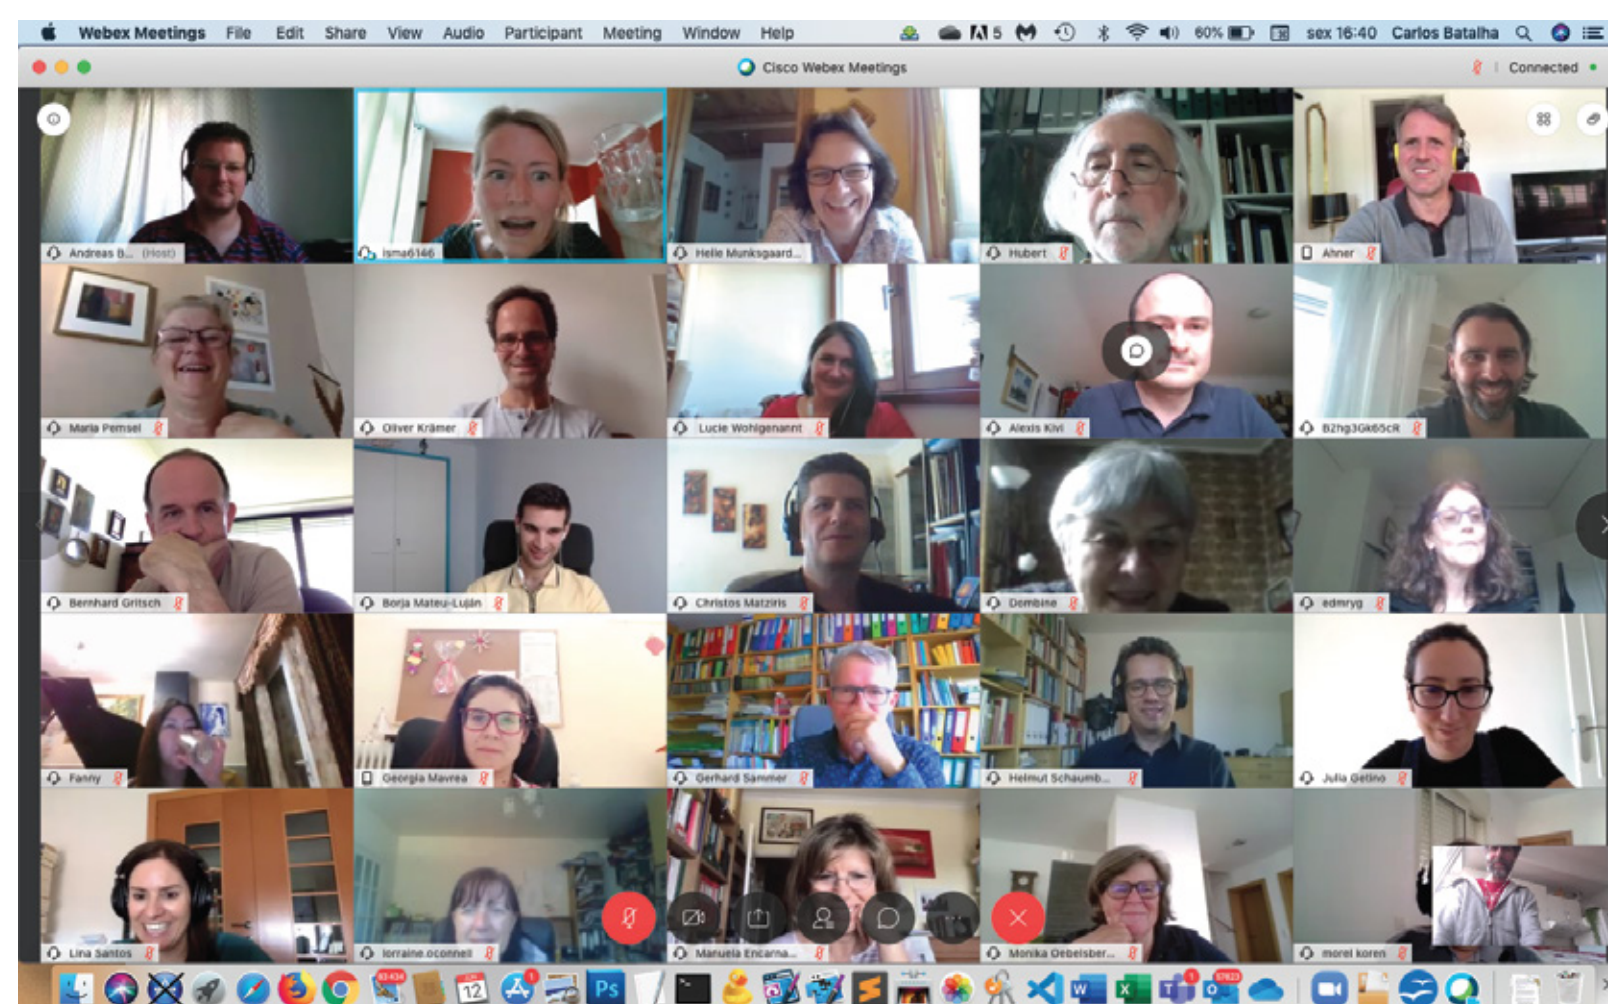 Webex Meetings File Edit Share View Audio Participant Meeting Window Help 5 60% sex 16:40 Carlos Batalha
Cisco Webex Meetings Connected
Andreas B... (Host) isma6146 Helle Munksgaard... Hubert Ahner
Maria Pemsel Oliver Krämer Lucie Wohlgenannt Alexis Kivi B2hg3Gk65cR
Bernhard Gritsch Borja Mateu-Luján Christos Matziris Dombine edmryg
Fanny Georgia Mavrea Gerhard Sammer Helmut Schaumb... Julia Getino
Lina Santos lorraine.oconnell Manuela Encarna... Monika Oebelsber... morel koren
12 1 Ps S W X 1